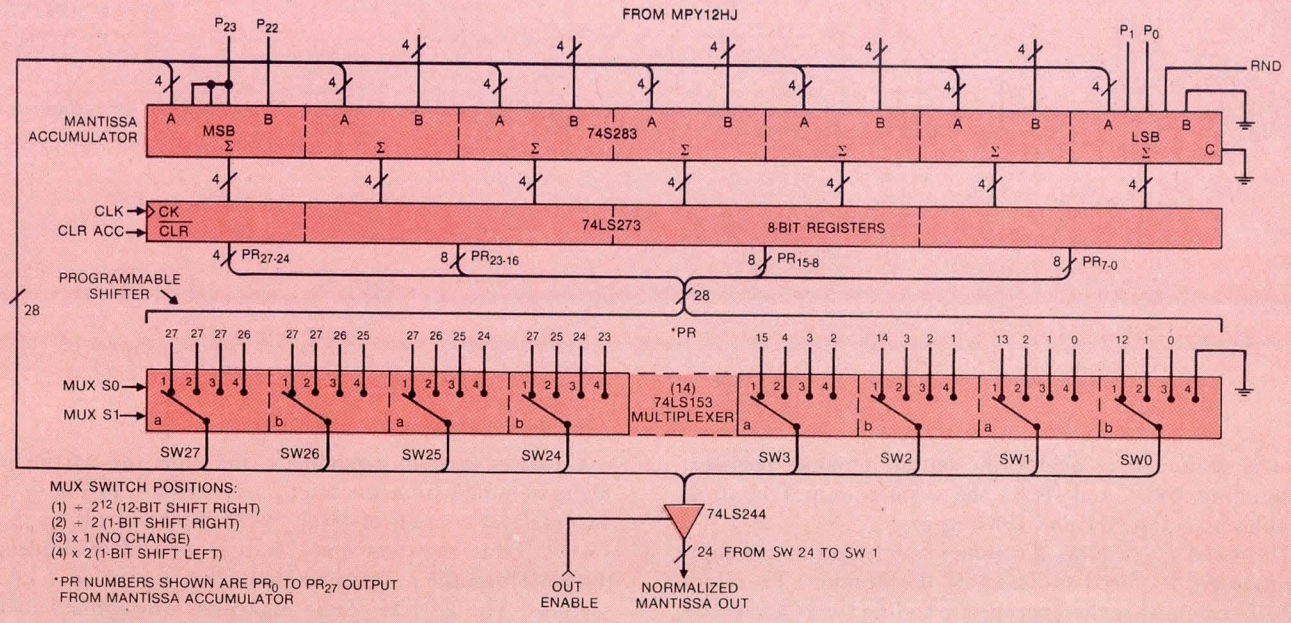 FROM MPY12HJ
P23 P22 4 4 4 4 4 P1 P0
4 4 4 4 4 4 4 RND
MANTISSA ACCUMULATOR
A MSB B A B A B A B A B A B A LSB B
74S283
Σ Σ Σ Σ Σ Σ Σ C
4 4 4 4 4 4 4
CLK CK
CLR ACC CLR
74LS273 8-BIT REGISTERS
4 PR27-24 8 PR23-16 8 PR15-8 8 PR7-0
PROGRAMMABLE SHIFTER
28 28
*PR
27 27 27 26 27 27 26 25 27 26 25 24 27 25 24 23 15 4 3 2 14 3 2 1 13 2 1 0 12 1 0
MUX S0 1 2 3 4 1 2 3 4 1 2 3 4 1 2 3 4 1 2 3 4 1 2 3 4 1 2 3 4 1 2 3 4
(14)
74LS153
MULTIPLEXER
MUX S1 a b a b a b a b
SW27 SW26 SW25 SW24 SW3 SW2 SW1 SW0
MUX SWITCH POSITIONS:
(1) ÷ 2¹² (12-BIT SHIFT RIGHT)
(2) ÷ 2 (1-BIT SHIFT RIGHT)
(3) x 1 (NO CHANGE)
(4) x 2 (1-BIT SHIFT LEFT)
*PR NUMBERS SHOWN ARE PR0 TO PR27 OUTPUT
FROM MANTISSA ACCUMULATOR
74LS244
24 FROM SW 24 TO SW 1
OUT
ENABLE
NORMALIZED
MANTISSA OUT